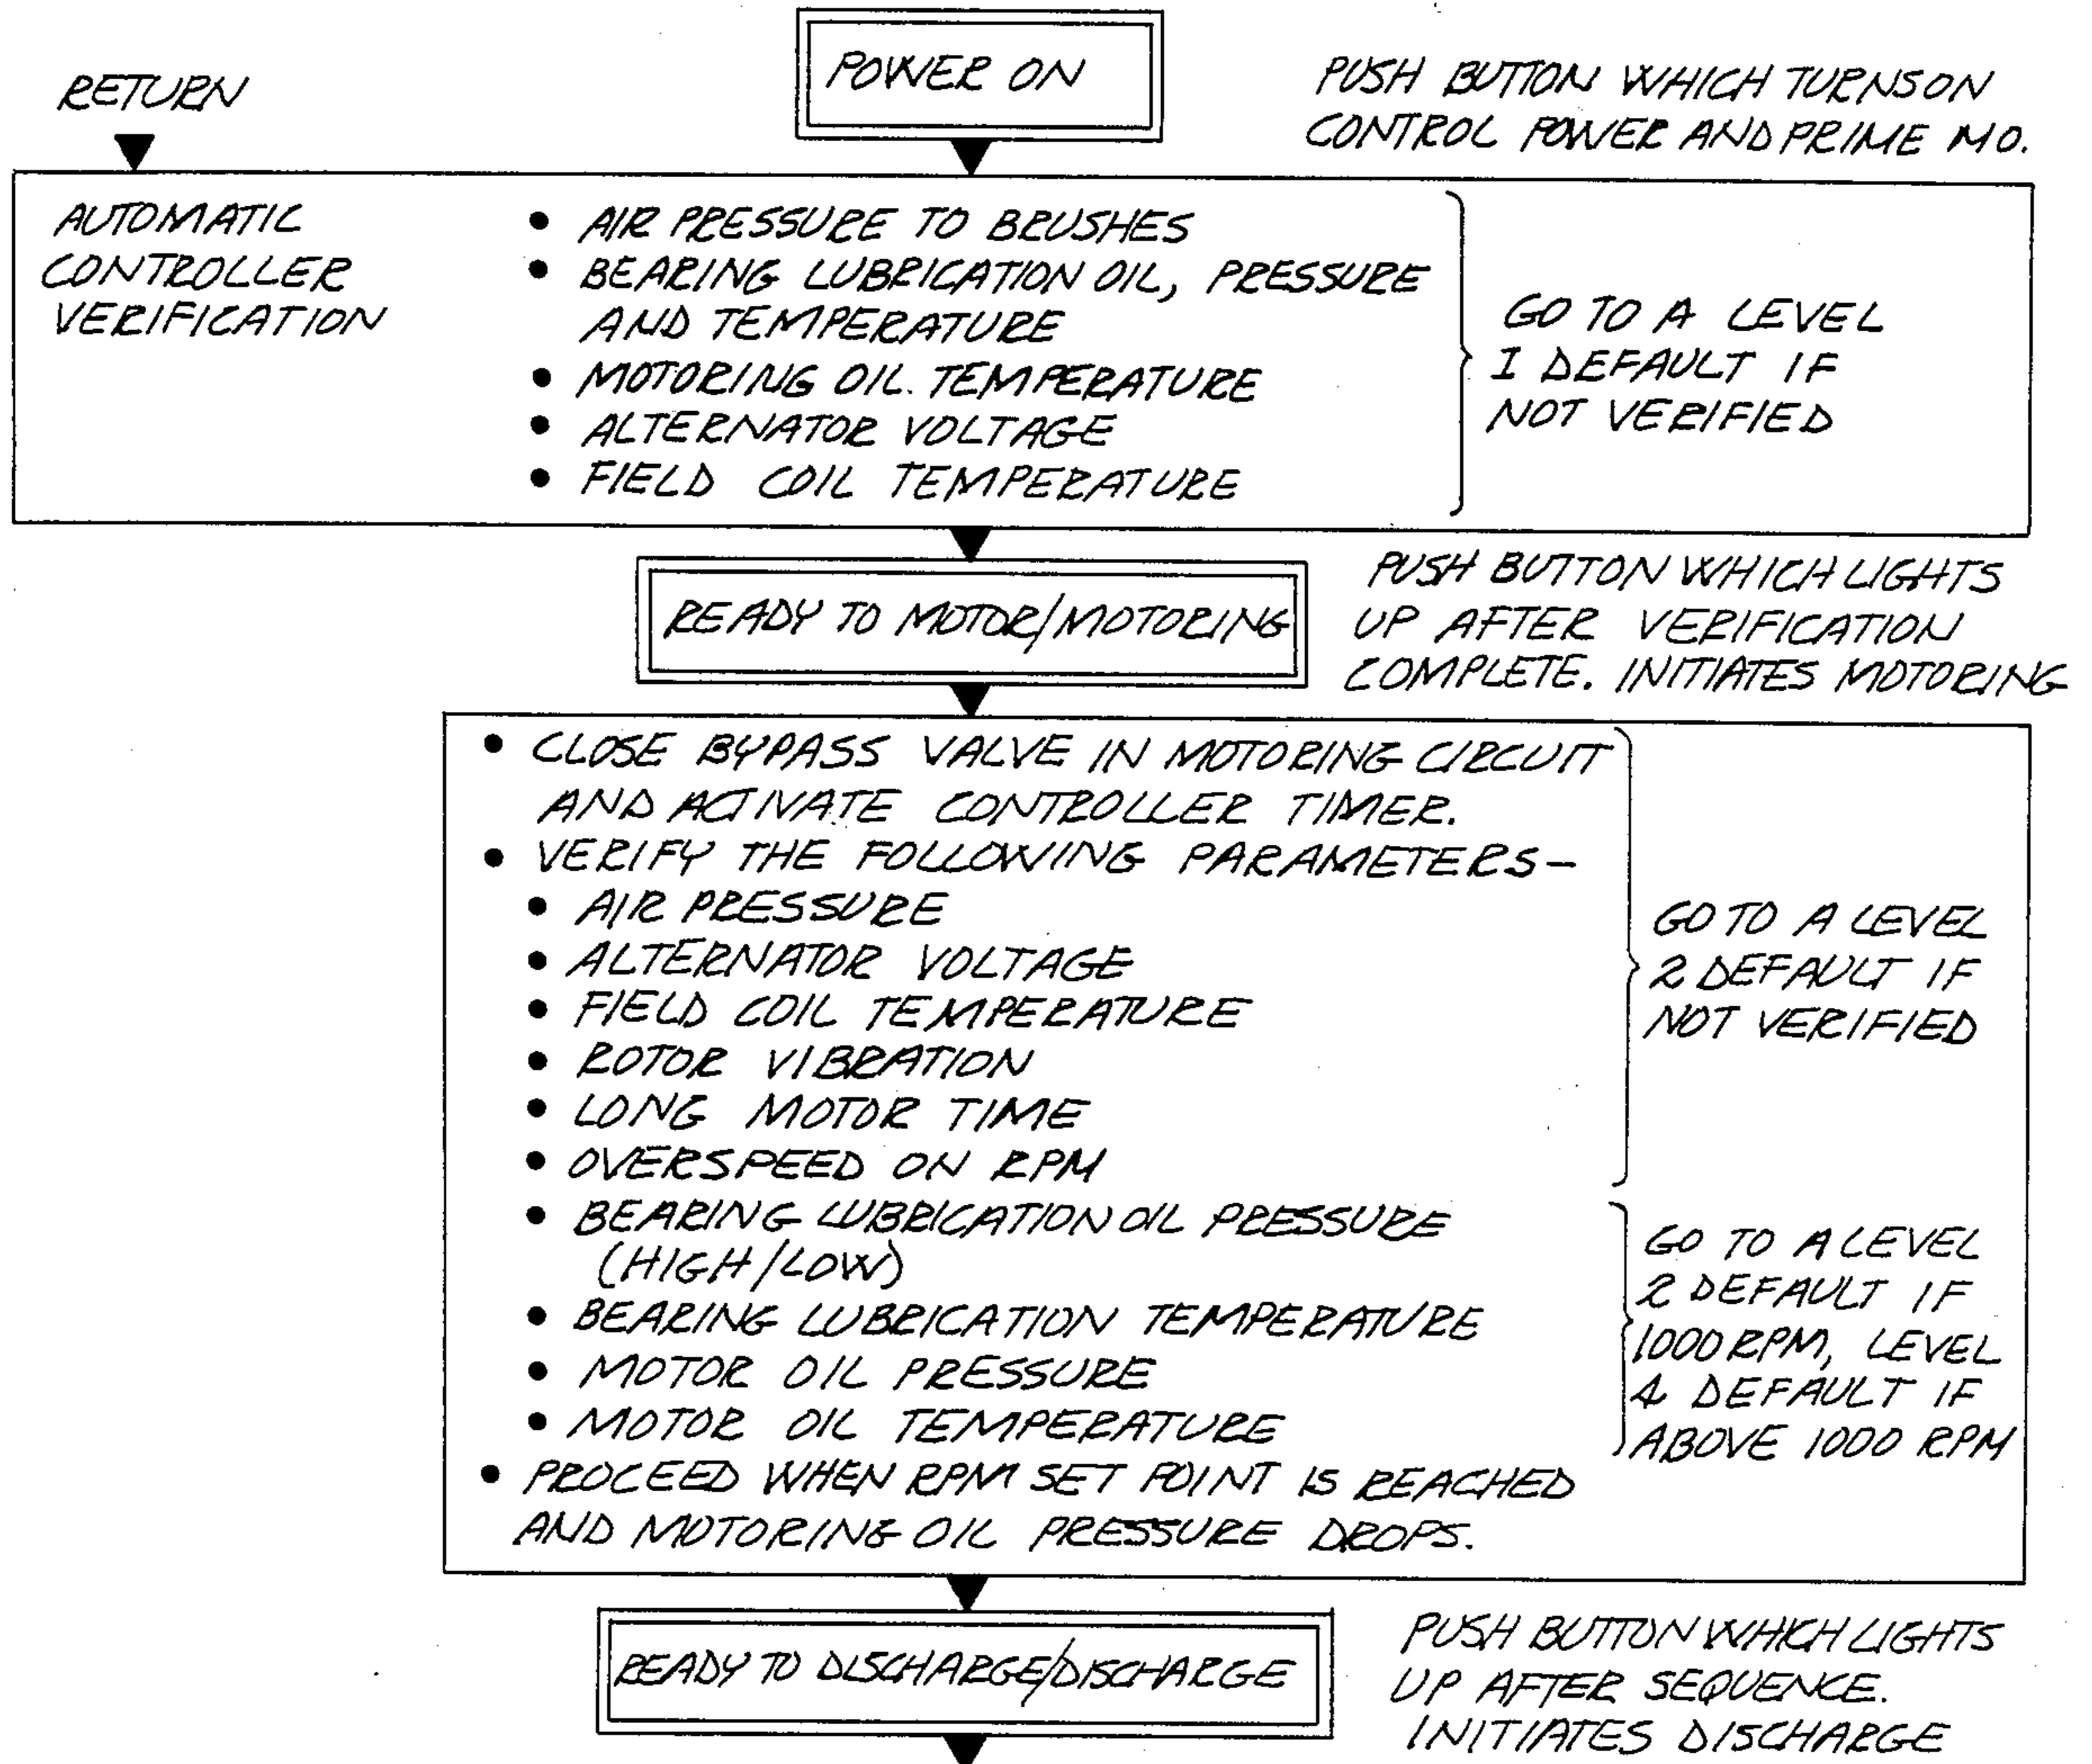 POWER ON
PUSH BUTTON WHICH TURNS ON
CONTROL POWER AND PRIME MO.
RETURN
AUTOMATIC
CONTROLLER
VERIFICATION
• AIR PRESSURE TO BRUSHES
• BEARING LUBRICATION OIL, PRESSURE
AND TEMPERATURE
• MOTORING OIL TEMPERATURE
• ALTERNATOR VOLTAGE
• FIELD COIL TEMPERATURE
GO TO A LEVEL
1 DEFAULT IF
NOT VERIFIED
READY TO MOTOR/MOTORING
PUSH BUTTON WHICH LIGHTS
UP AFTER VERIFICATION
COMPLETE. INITIATES MOTORING
• CLOSE BYPASS VALVE IN MOTORING CIRCUIT
AND ACTIVATE CONTROLLER TIMER.
• VERIFY THE FOLLOWING PARAMETERS-
• AIR PRESSURE
• ALTERNATOR VOLTAGE
• FIELD COIL TEMPERATURE
• ROTOR VIBRATION
• LONG MOTOR TIME
• OVERSPEED ON RPM
GO TO A LEVEL
2 DEFAULT IF
NOT VERIFIED
• BEARING LUBRICATION OIL PRESSURE
(HIGH/LOW)
• BEARING LUBRICATION TEMPERATURE
• MOTOR OIL PRESSURE
• MOTOR OIL TEMPERATURE
GO TO A LEVEL
2 DEFAULT IF
1000 RPM, LEVEL
4 DEFAULT IF
ABOVE 1000 RPM
• PROCEED WHEN RPM SET POINT IS REACHED
AND MOTORING OIL PRESSURE DROPS.
READY TO DISCHARGE/DISCHARGE
PUSH BUTTON WHICH LIGHTS
UP AFTER SEQUENCE.
INITIATES DISCHARGE